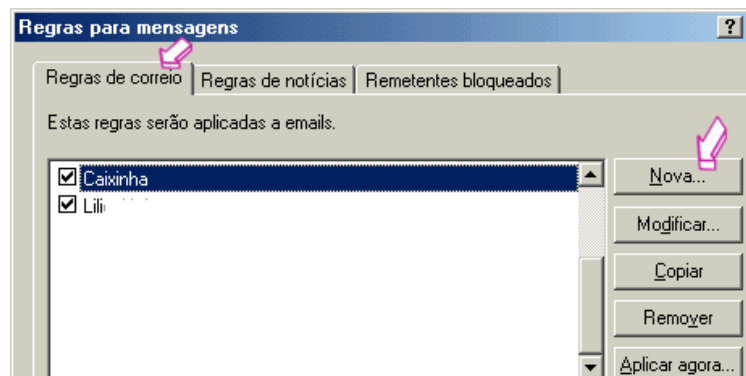 Regras para mensagens ?
Regras de correio Regras de notícias Remetentes bloqueados
Estas regras serão aplicadas a emails.
Caixinha
Nova...
Modificar...
Copiar
Remover
Aplicar agora...